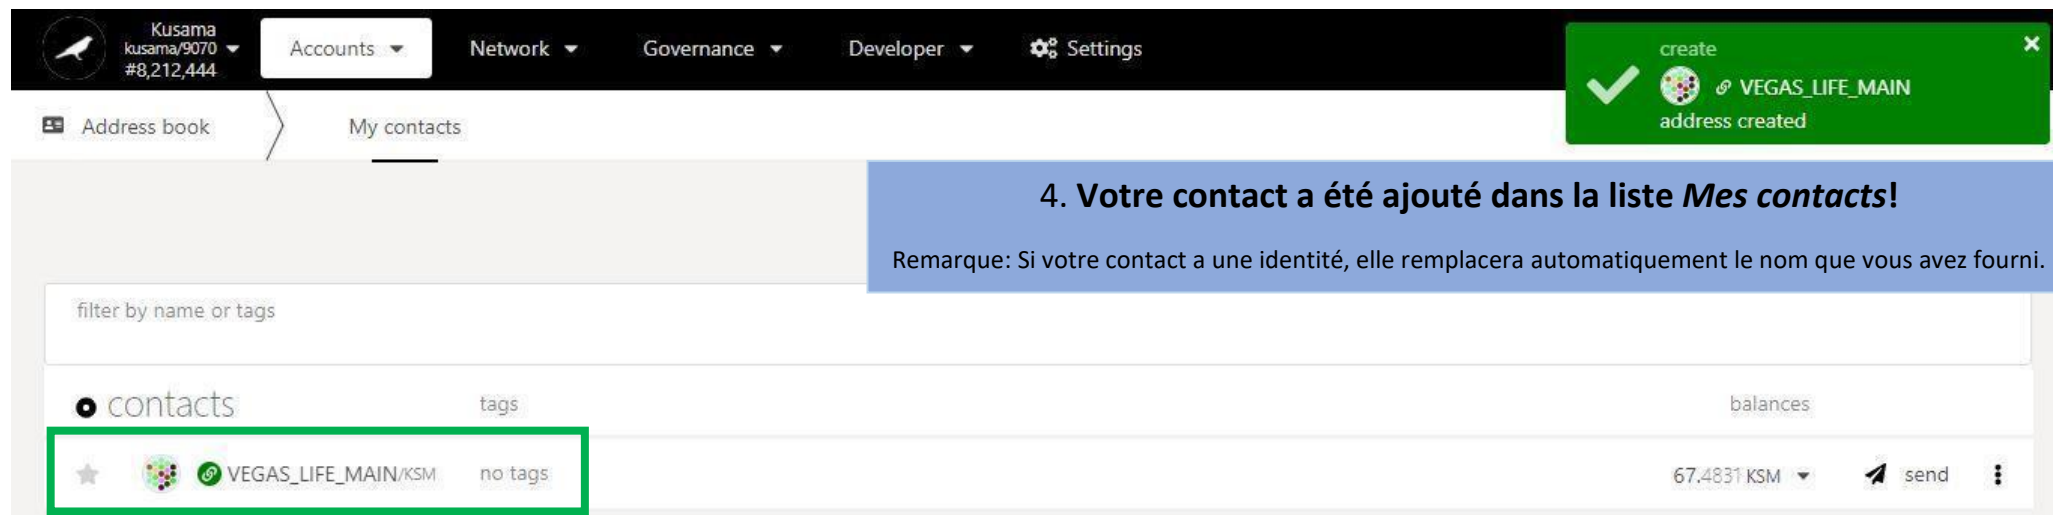 Kusama
kusama/9070
#8,212,444
Accounts
Network
Governance
Developer
Settings
create
VEGAS_LIFE_MAIN
address created
Address book
My contacts
4. Votre contact a été ajouté dans la liste Mes contacts!
Remarque: Si votre contact a une identité, elle remplacera automatiquement le nom que vous avez fourni.
filter by name or tags
contacts tags balances
VEGAS_LIFE_MAIN/KSM no tags 67.4831 KSM send